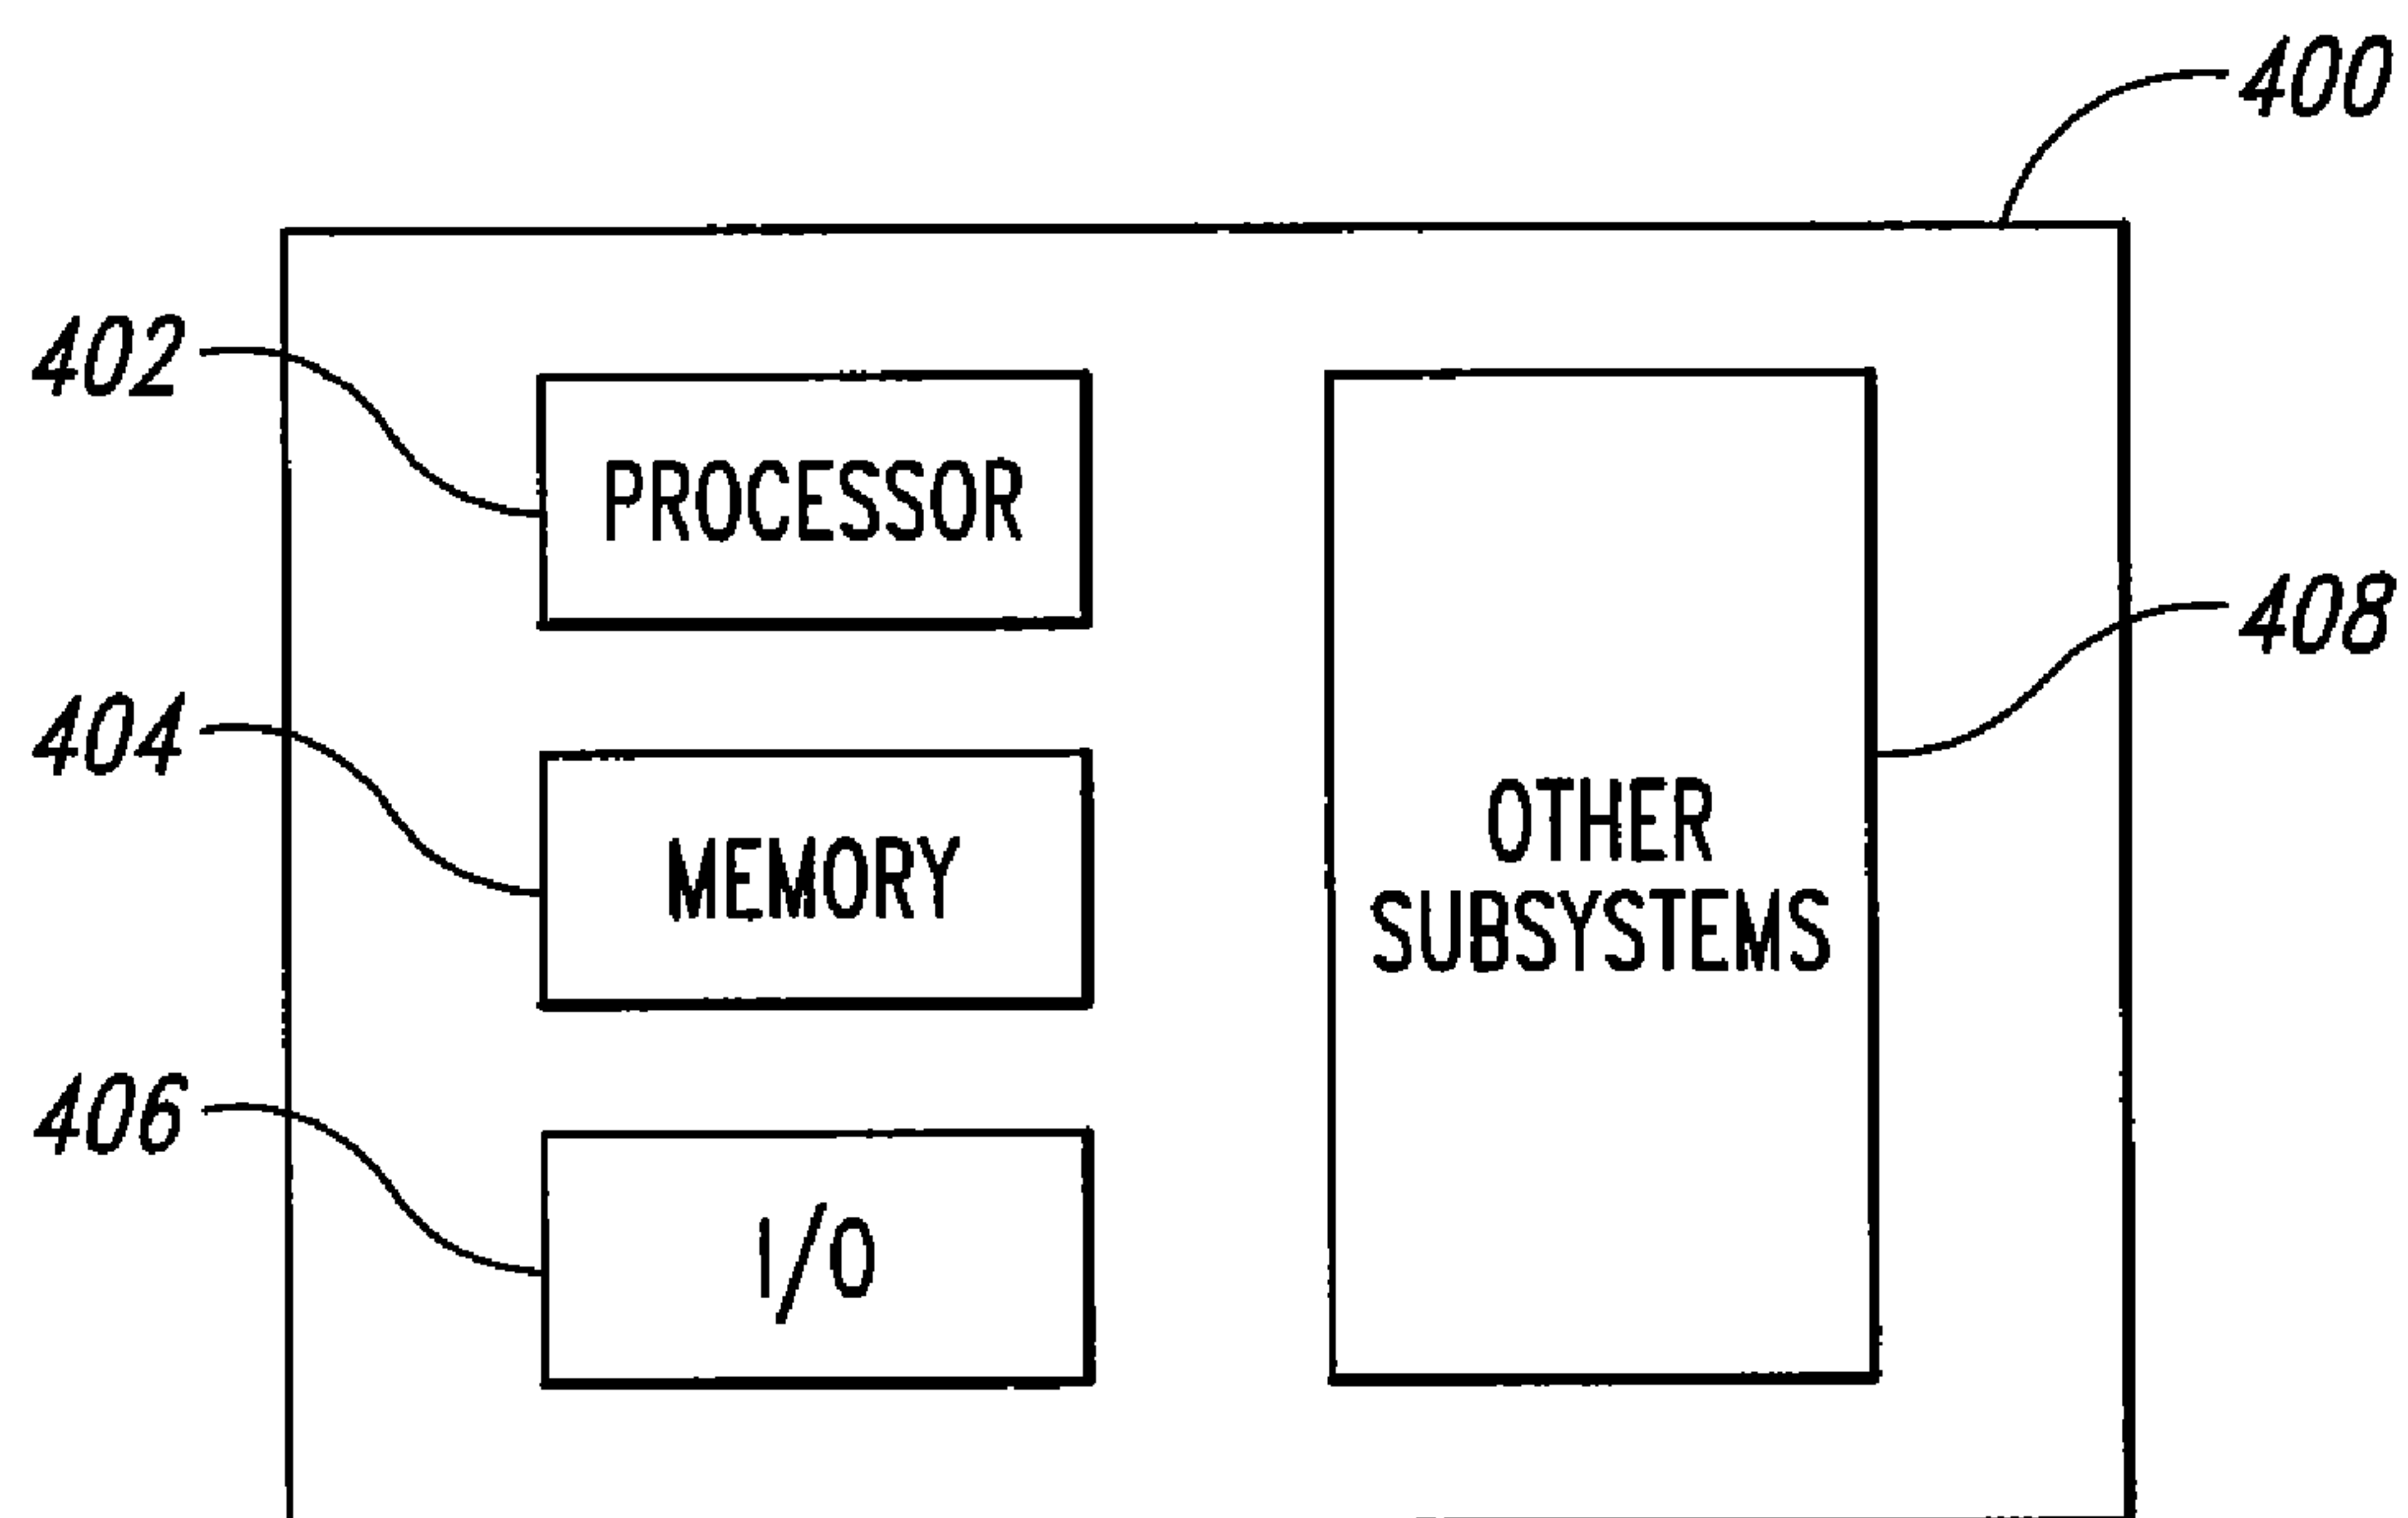 400
402
PROCESSOR
408
404
OTHER
MEMORY
SUBSYSTEMS
406
I/O